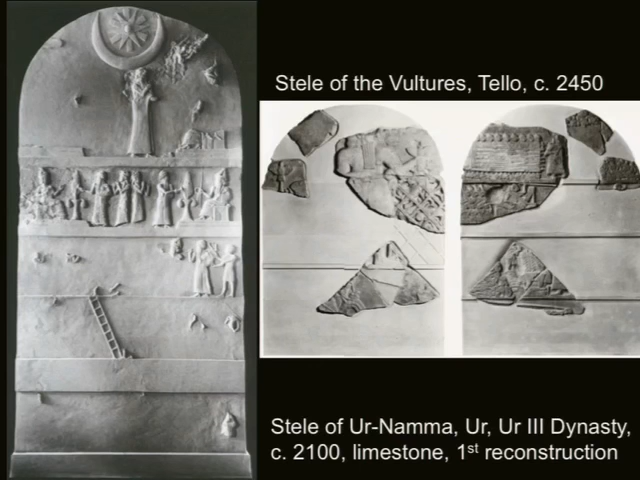 Stele of the Vultures, Tello, c. 2450
Stele of Ur-Namma, Ur, Ur III Dynasty,
c. 2100, limestone, 1st reconstruction